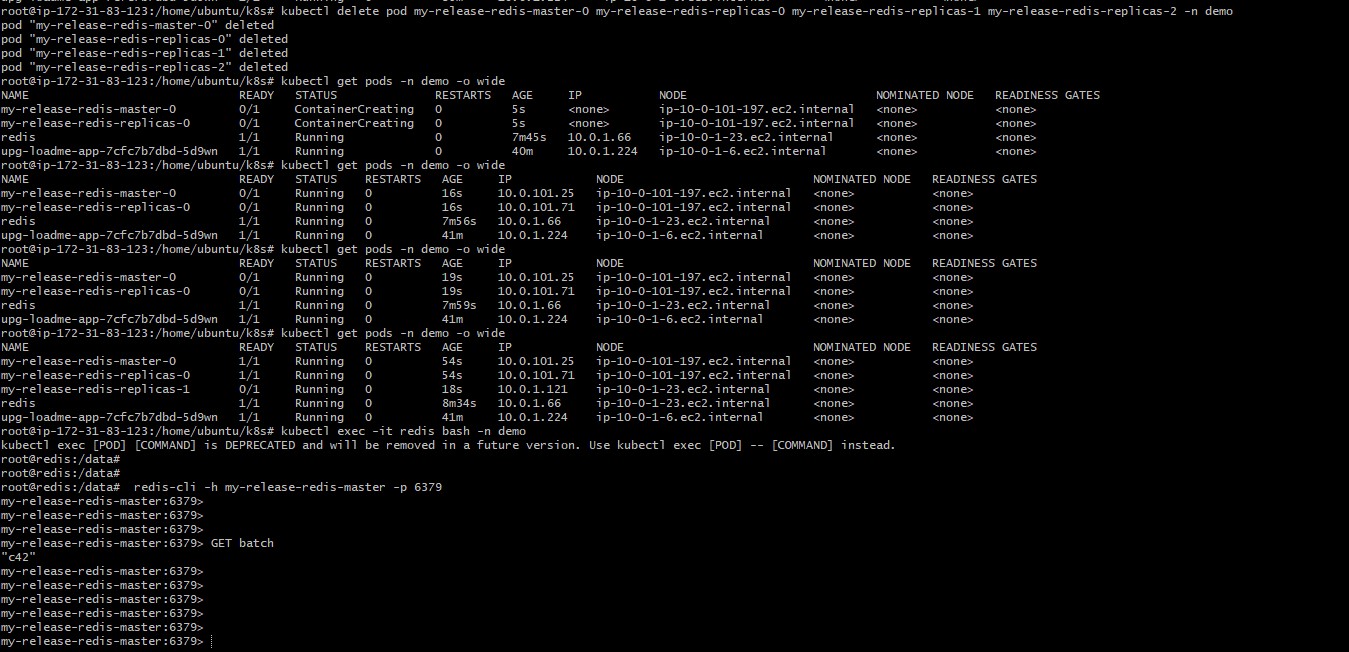 root@ip-172-31-83-123:/home/ubuntu/k8s# kubectl delete pod my-release-redis-master-0 my-release-redis-replicas-0 my-release-redis-replicas-1 my-release-redis-replicas-2 -n demo
pod "my-release-redis-master-0" deleted
pod "my-release-redis-replicas-0" deleted
pod "my-release-redis-replicas-1" deleted
pod "my-release-redis-replicas-2" deleted
root@ip-172-31-83-123:/home/ubuntu/k8s# kubectl get pods -n demo -o wide
NAME READY STATUS RESTARTS AGE IP NODE NOMINATED NODE READINESS GATES
my-release-redis-master-0 0/1 ContainerCreating 0 5s <none> ip-10-0-101-197.ec2.internal <none> <none>
my-release-redis-replicas-0 0/1 ContainerCreating 0 5s <none> ip-10-0-101-197.ec2.internal <none> <none>
redis 1/1 Running 0 7m45s 10.0.1.66 ip-10-0-1-23.ec2.internal <none> <none>
upg-loadme-app-7cfc7b7dbd-5d9wn 1/1 Running 0 40m 10.0.1.224 ip-10-0-1-6.ec2.internal <none> <none>
root@ip-172-31-83-123:/home/ubuntu/k8s# kubectl get pods -n demo -o wide
NAME READY STATUS RESTARTS AGE IP NODE NOMINATED NODE READINESS GATES
my-release-redis-master-0 0/1 Running 0 16s 10.0.101.25 ip-10-0-101-197.ec2.internal <none> <none>
my-release-redis-replicas-0 0/1 Running 0 16s 10.0.101.71 ip-10-0-101-197.ec2.internal <none> <none>
redis 1/1 Running 0 7m56s 10.0.1.66 ip-10-0-1-23.ec2.internal <none> <none>
upg-loadme-app-7cfc7b7dbd-5d9wn 1/1 Running 0 41m 10.0.1.224 ip-10-0-1-6.ec2.internal <none> <none>
root@ip-172-31-83-123:/home/ubuntu/k8s# kubectl get pods -n demo -o wide
NAME READY STATUS RESTARTS AGE IP NODE NOMINATED NODE READINESS GATES
my-release-redis-master-0 0/1 Running 0 19s 10.0.101.25 ip-10-0-101-197.ec2.internal <none> <none>
my-release-redis-replicas-0 0/1 Running 0 19s 10.0.101.71 ip-10-0-101-197.ec2.internal <none> <none>
redis 1/1 Running 0 7m59s 10.0.1.66 ip-10-0-1-23.ec2.internal <none> <none>
upg-loadme-app-7cfc7b7dbd-5d9wn 1/1 Running 0 41m 10.0.1.224 ip-10-0-1-6.ec2.internal <none> <none>
root@ip-172-31-83-123:/home/ubuntu/k8s# kubectl get pods -n demo -o wide
NAME READY STATUS RESTARTS AGE IP NODE NOMINATED NODE READINESS GATES
my-release-redis-master-0 1/1 Running 0 54s 10.0.101.25 ip-10-0-101-197.ec2.internal <none> <none>
my-release-redis-replicas-0 1/1 Running 0 54s 10.0.101.71 ip-10-0-101-197.ec2.internal <none> <none>
my-release-redis-replicas-1 0/1 Running 0 18s 10.0.1.121 ip-10-0-1-23.ec2.internal <none> <none>
redis 1/1 Running 0 8m34s 10.0.1.66 ip-10-0-1-23.ec2.internal <none> <none>
upg-loadme-app-7cfc7b7dbd-5d9wn 1/1 Running 0 41m 10.0.1.224 ip-10-0-1-6.ec2.internal <none> <none>
root@ip-172-31-83-123:/home/ubuntu/k8s# kubectl exec -it redis bash -n demo
kubectl exec [POD] [COMMAND] is DEPRECATED and will be removed in a future version. Use kubectl exec [POD] -- [COMMAND] instead.
root@redis:/data#
root@redis:/data#
root@redis:/data# redis-cli -h my-release-redis-master -p 6379
my-release-redis-master:6379>
my-release-redis-master:6379>
my-release-redis-master:6379>
my-release-redis-master:6379> GET batch
"c42"
my-release-redis-master:6379>
my-release-redis-master:6379>
my-release-redis-master:6379>
my-release-redis-master:6379>
my-release-redis-master:6379>
my-release-redis-master:6379>